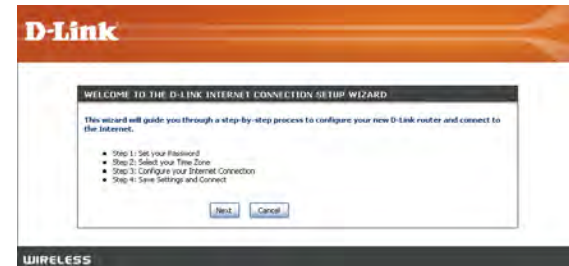 D-Link
WELCOME TO THE D-LINK INTERNET CONNECTION SETUP WIZARD
This wizard will guide you through a step-by-step process to configure your new D-Link router and connect to
the Internet.
• Step 1: Set your Password
• Step 2: Select your Time Zone
• Step 3: Configure your Internet Connection
• Step 4: Save Settings and Connect
Next Cancel
WIRELESS